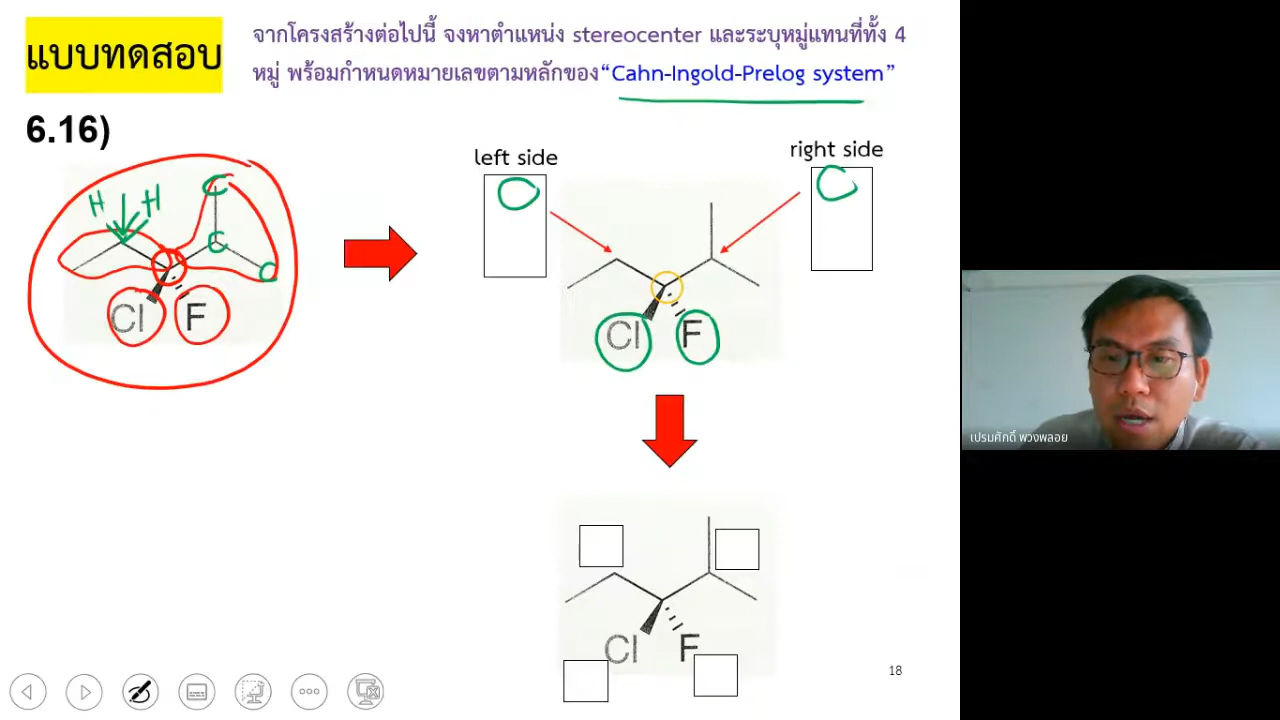 แบบทดสอบ
จากโครงสร้างต่อไปนี้ จงหาตำแหน่ง stereocenter และระบุหมู่แทนที่ทั้ง 4
หมู่ พร้อมกำหนดหมายเลขตามหลักของ“Cahn-Ingold-Prelog system”
6.16)
left side
right side
H H C
C
C
Cl F
Cl F
เปรมศักดิ์ พวงพลอย
Cl F
18